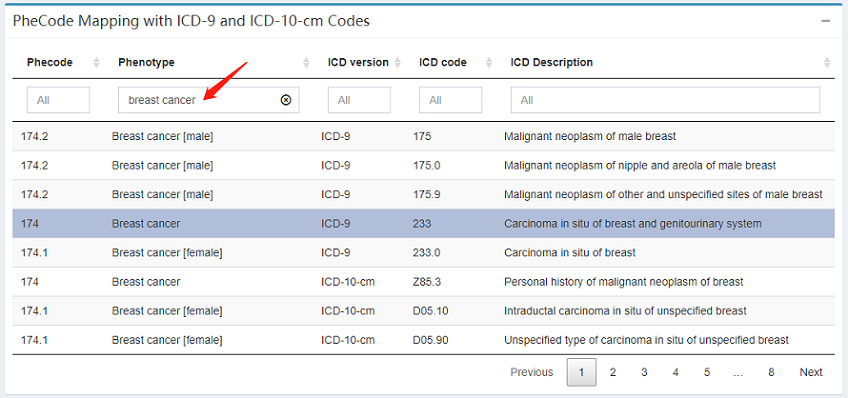 PheCode Mapping with ICD-9 and ICD-10-cm Codes
Phecode Phenotype ICD version ICD code ICD Description
All breast cancer All All All
174.2 Breast cancer [male] ICD-9 175 Malignant neoplasm of male breast
174.2 Breast cancer [male] ICD-9 175.0 Malignant neoplasm of nipple and areola of male breast
174.2 Breast cancer [male] ICD-9 175.9 Malignant neoplasm of other and unspecified sites of male breast
174 Breast cancer ICD-9 233 Carcinoma in situ of breast and genitourinary system
174.1 Breast cancer [female] ICD-9 233.0 Carcinoma in situ of breast
174 Breast cancer ICD-10-cm Z85.3 Personal history of malignant neoplasm of breast
174.1 Breast cancer [female] ICD-10-cm D05.10 Intraductal carcinoma in situ of unspecified breast
174.1 Breast cancer [female] ICD-10-cm D05.90 Unspecified type of carcinoma in situ of unspecified breast
Previous 1 2 3 4 5 ... 8 Next